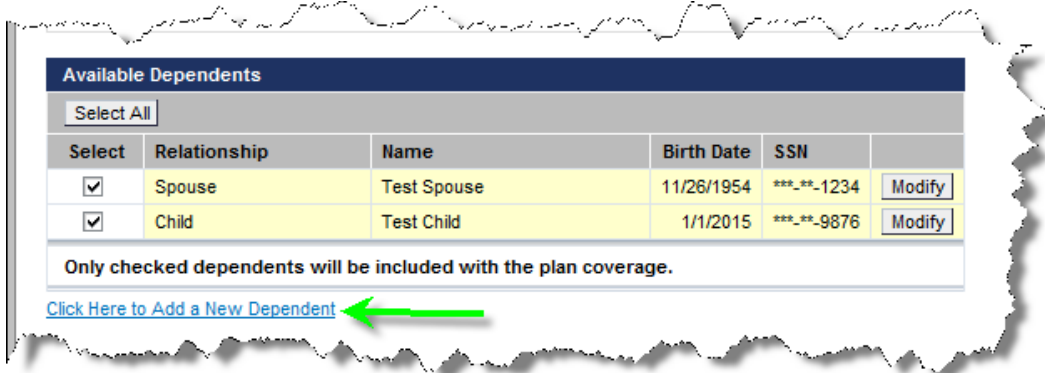 Available Dependents
Select All
Select Relationship Name Birth Date SSN
Spouse Test Spouse 11/26/1954 ***-**-1234 Modify
Child Test Child 1/1/2015 ***-**-9876 Modify
Only checked dependents will be included with the plan coverage.
Click Here to Add a New Dependent